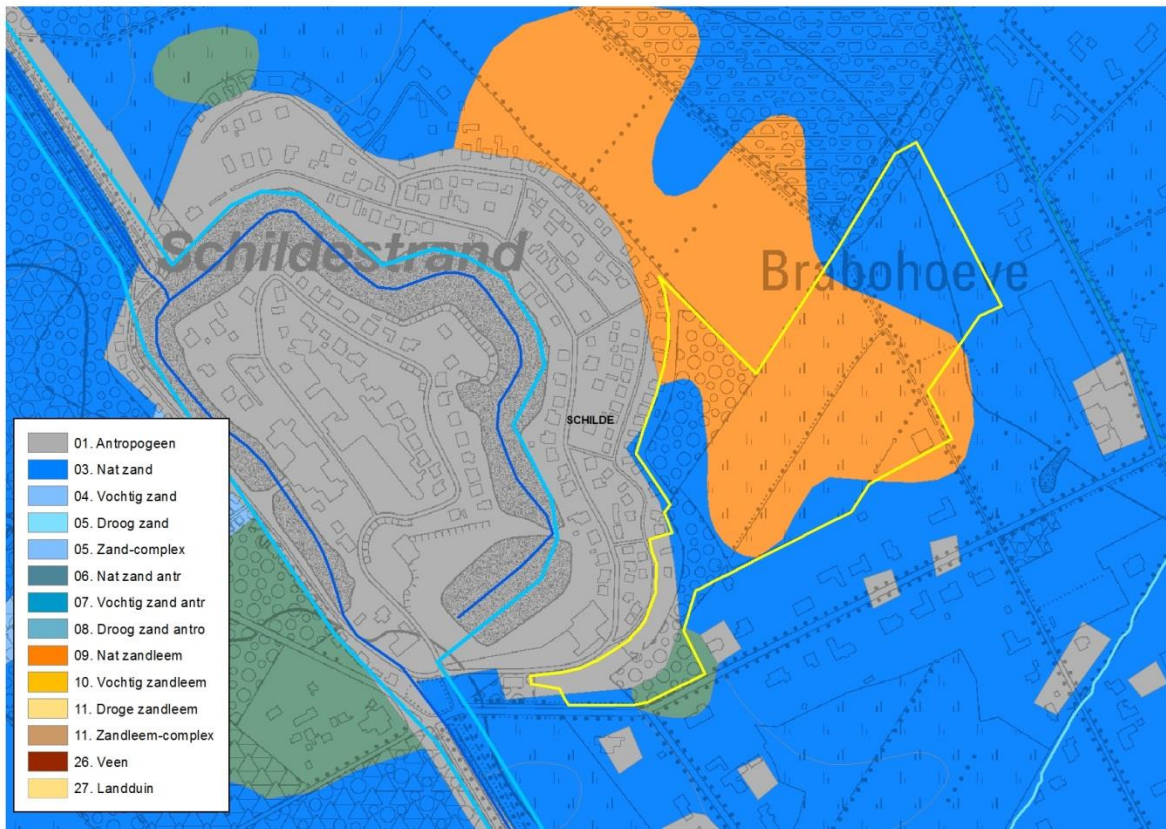 Schildestrand
Brabohoeve
SCHILDE
01. Antropogeen
03. Nat zand
04. Vochtig zand
05. Droog zand
05. Zand-complex
06. Nat zand antr
07. Vochtig zand antr
08. Droog zand antro
09. Nat zandleem
10. Vochtig zandleem
11. Droge zandleem
11. Zandleem-complex
26. Veen
27. Landduin